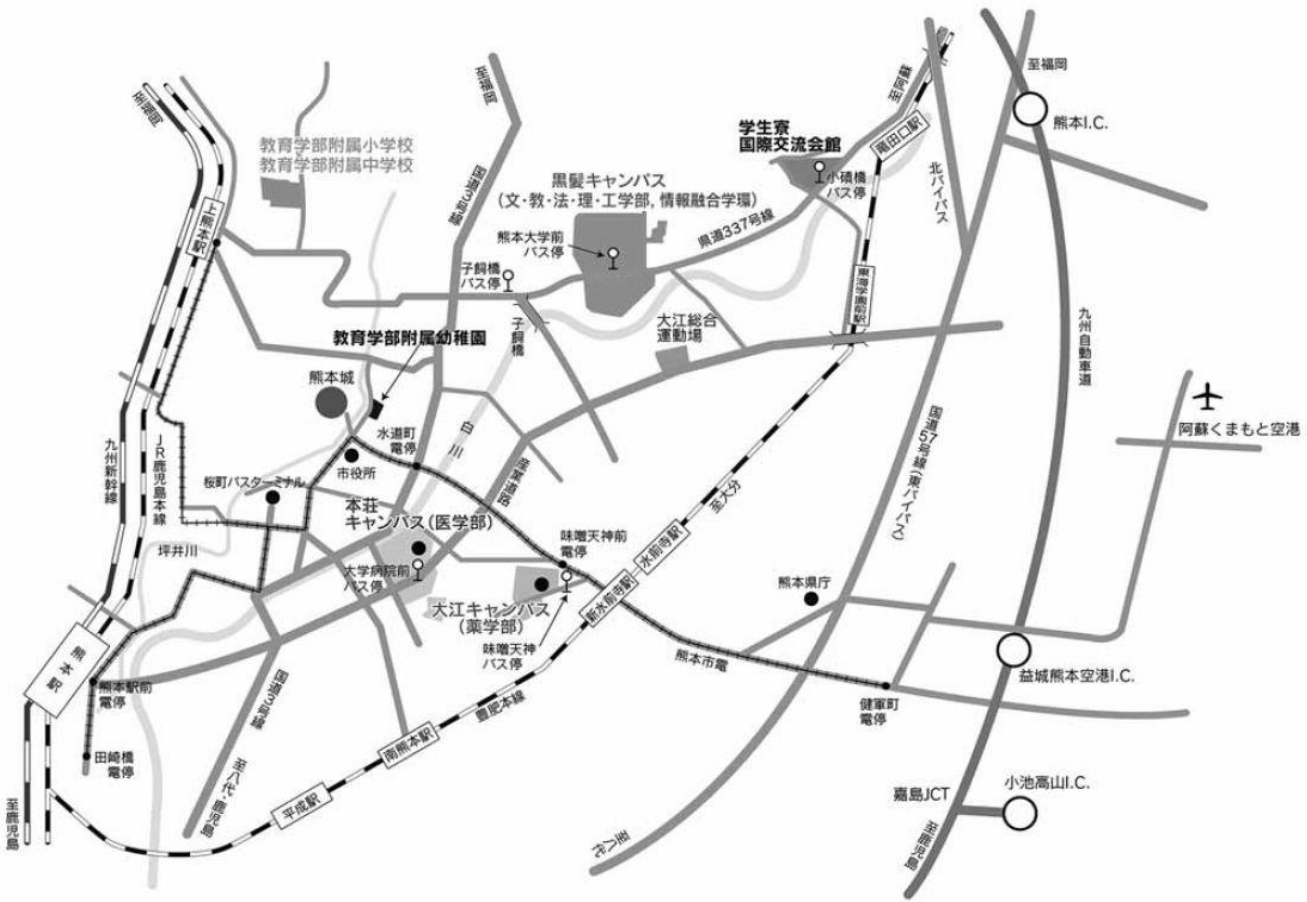 至福岡
教育学部附属小学校
教育学部附属中学校
至福岡
国道3号線
黒髪キャンパス
(文・教・法・理・工学部, 情報融合学環)
熊本大学前
バス停
子飼橋
バス停
子飼橋
学生寮
国際交流会館
小磧橋
バス停
県道337号線
至阿蘇
竜田口駅
北バイパス
至福岡
熊本I.C.
上熊本駅
東海学園前駅
大江総合
運動場
九州自動車道
阿蘇くまもと空港
教育学部附属幼稚園
熊本城
水道町
電停
市役所
白川
産業道路
国道57号線(東バイパス)
九州新幹線
JR鹿児島本線
桜町バスターミナル
坪井川
本荘
キャンパス(医学部)
大学病院前
バス停
味噌天神前
電停
大江キャンパス
(薬学部)
味噌天神
バス停
至大分
水前寺駅
新水前寺駅
熊本県庁
熊本市電
健軍町
電停
益城熊本空港I.C.
熊本駅
熊本駅前
電停
田崎橋
電停
国道3号線
至八代・鹿児島
豊肥本線
南熊本駅
平成駅
至鹿児島
至八代
嘉島JCT
小池高山I.C.
至鹿児島